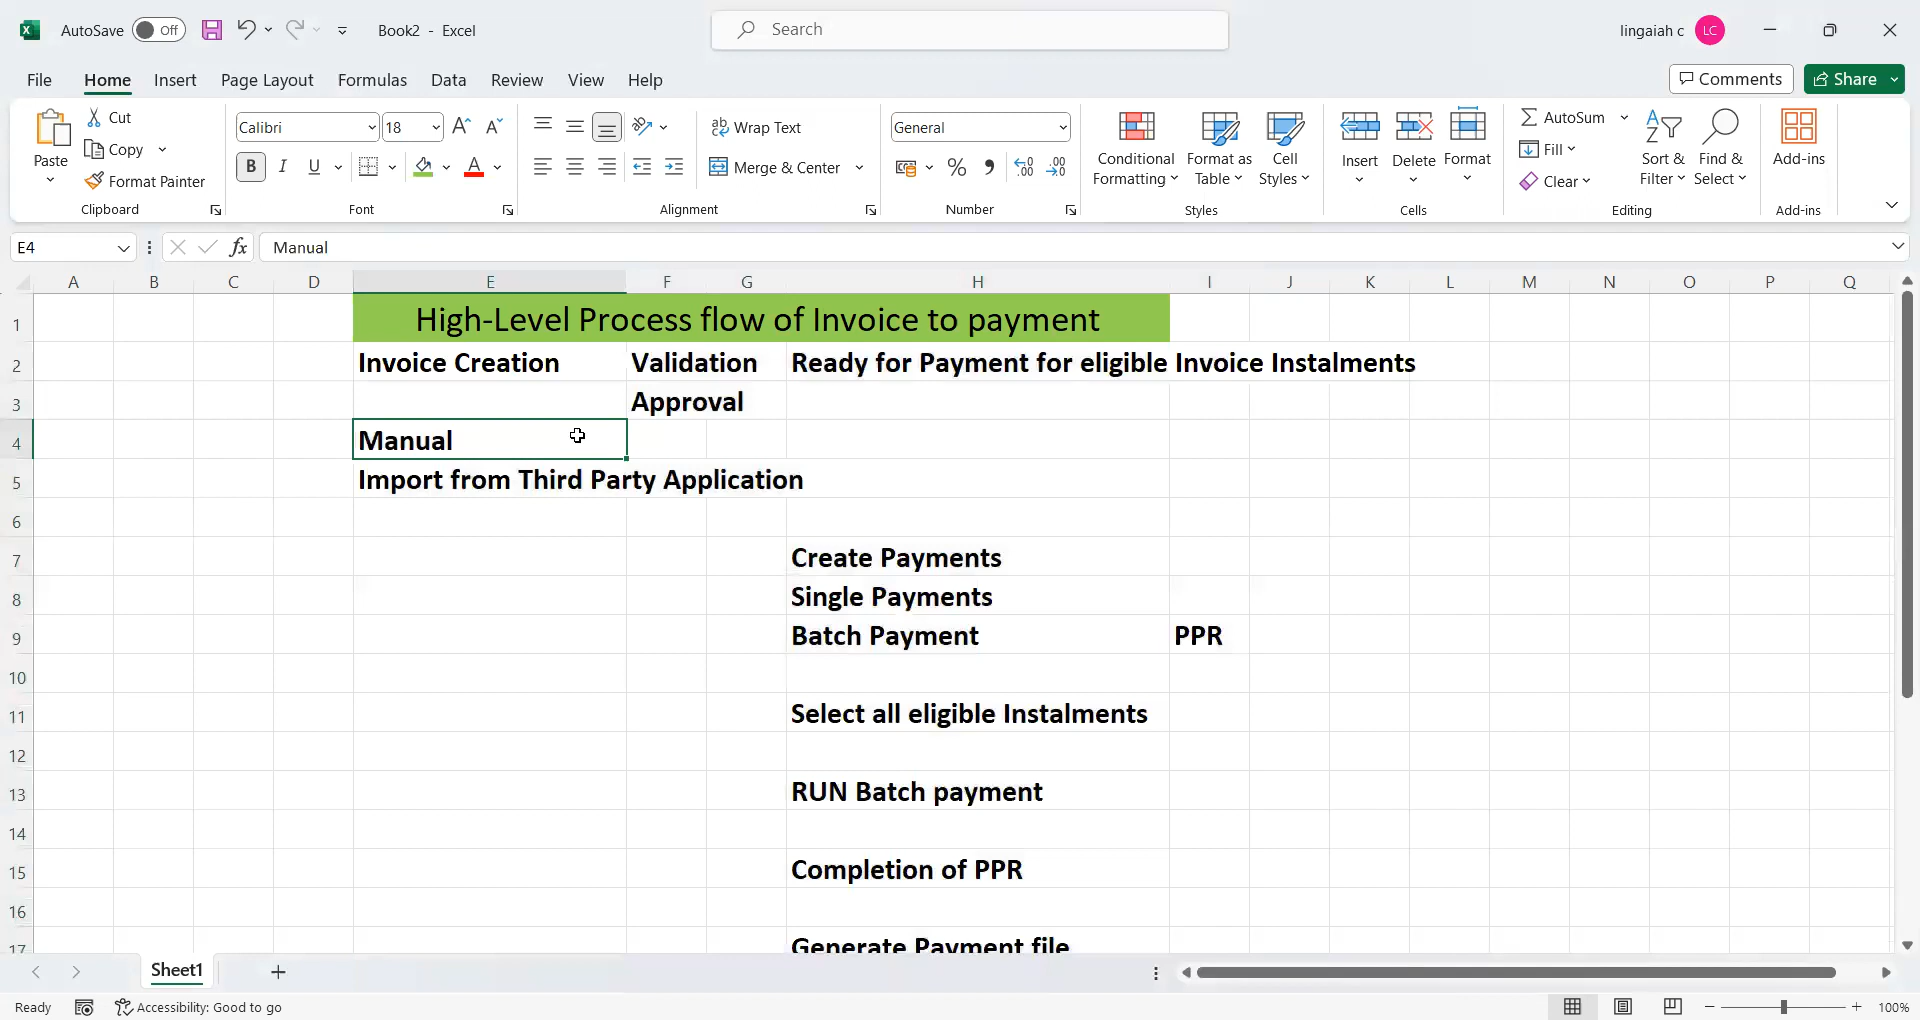 AutoSave Off Book2 - Excel Search lingaiah c LC
File Home Insert Page Layout Formulas Data Review View Help Comments Share
Paste Cut Copy Format Painter Clipboard
Calibri 18 B I U A Font
Wrap Text Merge & Center Alignment
General % Number
Conditional Formatting Format as Table Cell Styles Styles
Insert Delete Format Cells
AutoSum Fill Clear Sort & Filter Find & Select Editing
Add-ins Add-ins
E4 fx Manual
A B C D E F G H I J K L M N O P Q
1 High-Level Process flow of Invoice to payment
2 Invoice Creation Validation Ready for Payment for eligible Invoice Instalments
3 Approval
4 Manual
5 Import from Third Party Application
6
7 Create Payments
8 Single Payments
9 Batch Payment PPR
10
11 Select all eligible Instalments
12
13 RUN Batch payment
14
15 Completion of PPR
16
17 Generate Payment file
Sheet1
Ready Accessibility: Good to go 100%